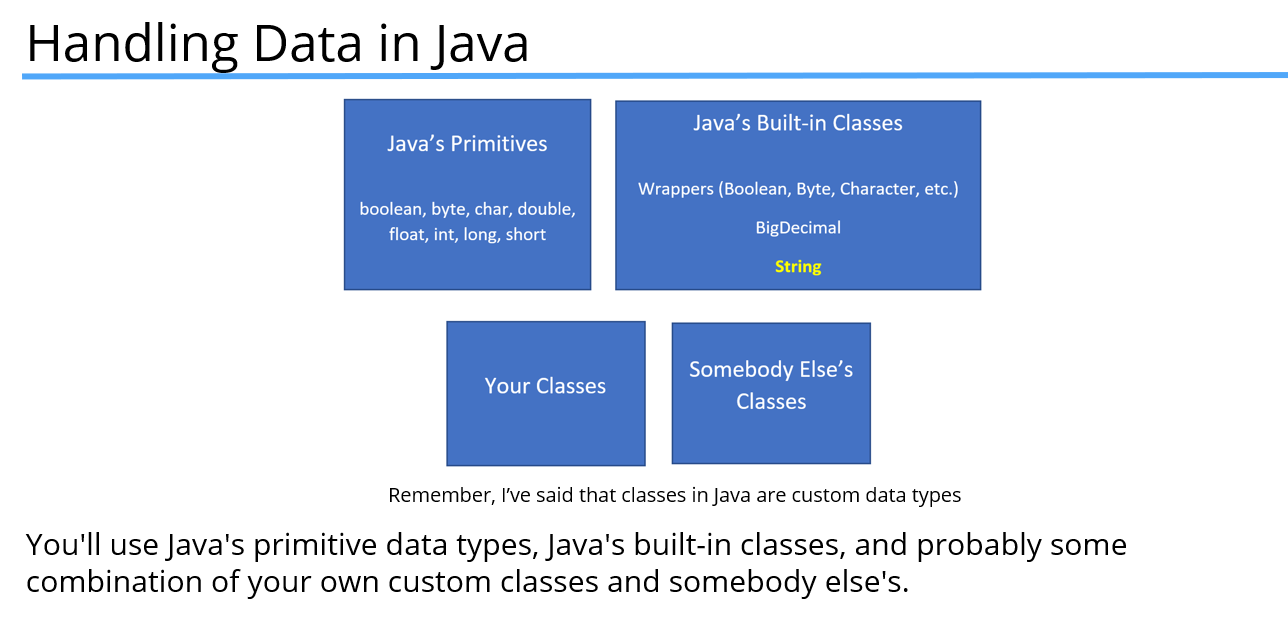 Handling Data in Java
Java’s Primitives
boolean, byte, char, double,
float, int, long, short
Java’s Built-in Classes
Wrappers (Boolean, Byte, Character, etc.)
BigDecimal
String
Your Classes
Somebody Else’s
Classes
Remember, I’ve said that classes in Java are custom data types
You'll use Java's primitive data types, Java's built-in classes, and probably some
combination of your own custom classes and somebody else's.